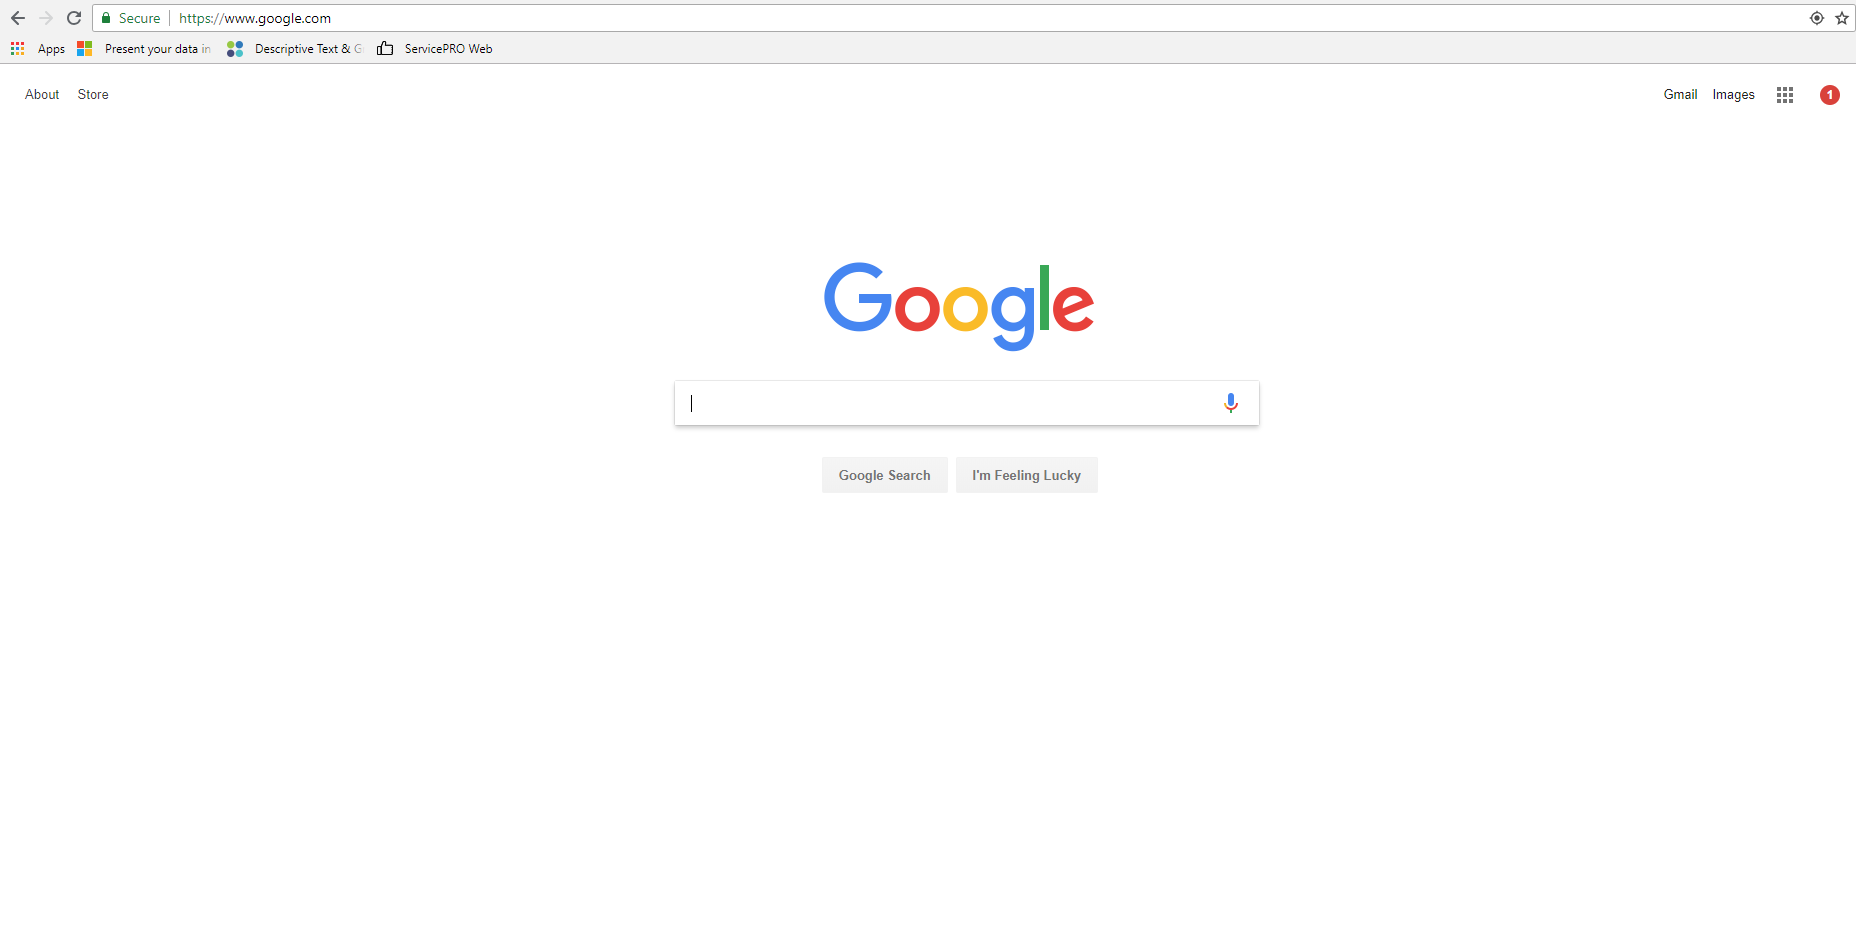 Secure https://www.google.com
Apps Present your data in Descriptive Text & G ServicePRO Web
About Store Gmail Images 1
Google
Google Search I'm Feeling Lucky